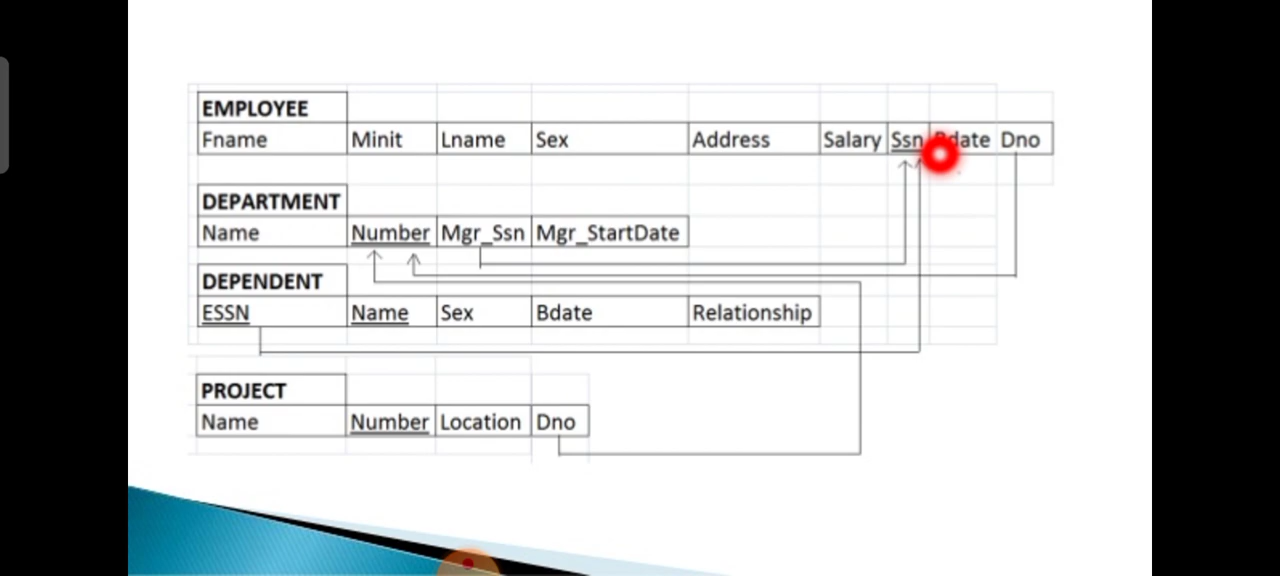 EMPLOYEE
Fname Minit Lname Sex Address Salary Ssn Bdate Dno
DEPARTMENT
Name Number Mgr_Ssn Mgr_StartDate
DEPENDENT
ESSN Name Sex Bdate Relationship
PROJECT
Name Number Location Dno